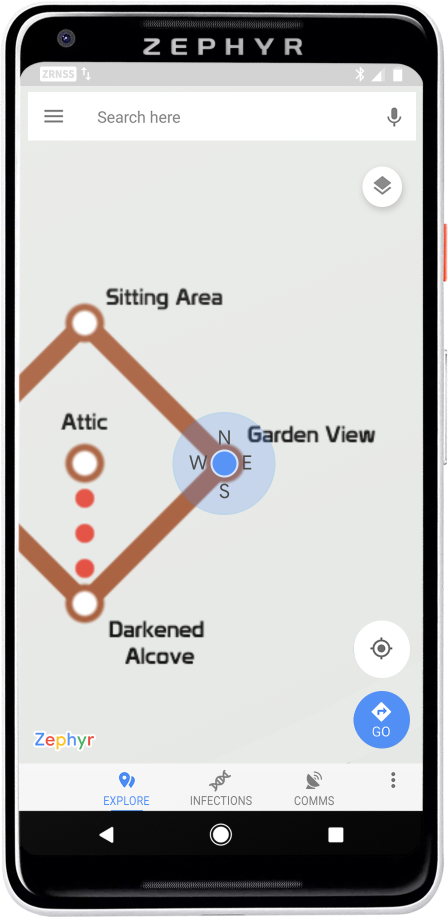 ZEPHYR
ZRNSS
Search here
Sitting Area
Attic
N
Garden View
W E
S
Darkened
Alcove
GO
Zephyr
EXPLORE INFECTIONS COMMS